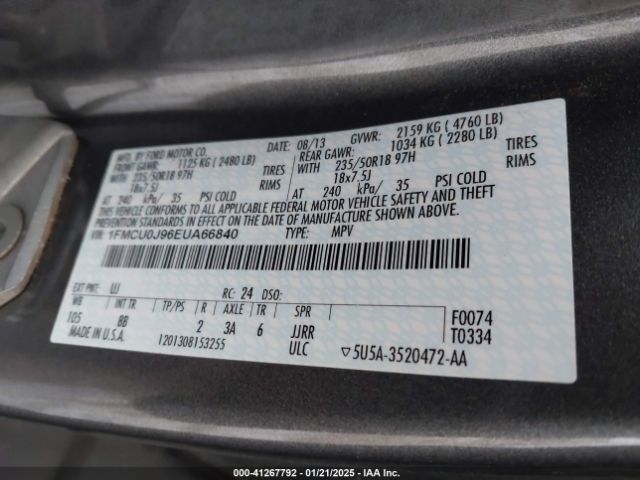 MFD. BY FORD MOTOR CO.
DATE: 08/13 GVWR: 2159 KG ( 4760 LB)
FRONT GAWR: 1125 KG ( 2480 LB)
REAR GAWR: 1034 KG ( 2280 LB)
WITH 235/50R18 97H TIRES
WITH 235/50R18 97H TIRES
18x7.5J RIMS
18x7.5J RIMS
AT 240 kPa/ 35 PSI COLD
AT 240 kPa/ 35 PSI COLD
THIS VEHICLE CONFORMS TO ALL APPLICABLE FEDERAL MOTOR VEHICLE SAFETY AND THEFT
PREVENTION STANDARDS IN EFFECT ON THE DATE OF MANUFACTURE SHOWN ABOVE.
VIN: 1FMCU0J96EUA66840 TYPE: MPV
EXT PNT: UJ RC: 24 DSO:
WB INT TR TP/PS R AXLE TR SPR
105 8B 2 3A 6 JJRR
MADE IN U.S.A. 1201308153255 ULC
F0074
T0334
▽5U5A-3520472-AA
000-41267792 - 01/21/2025 - IAA Inc.